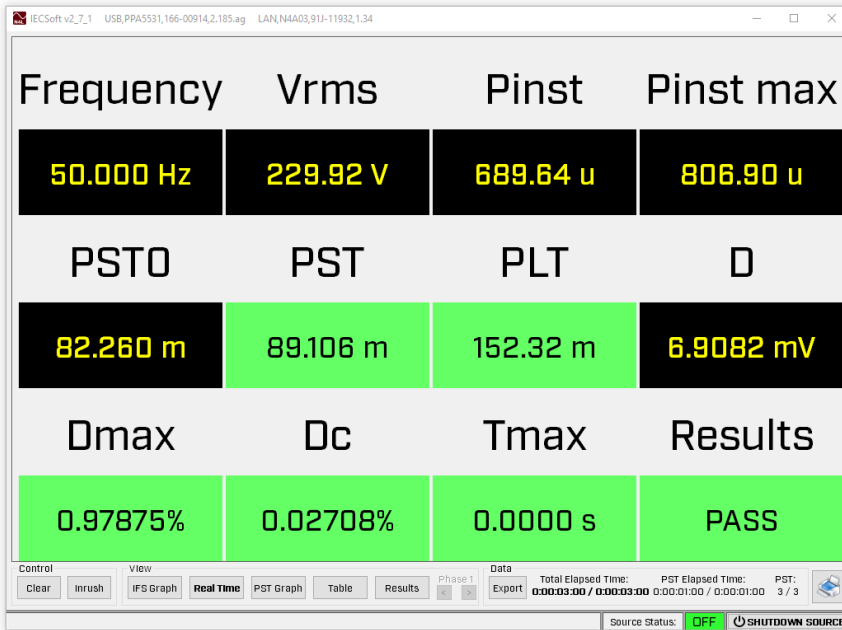 IECSoft v2_7_1 USB,PPA5531,166-00914,2.185.ag LAN,N4A03,91J-11932,1.34
Frequency Vrms Pinst Pinst max
50.000 Hz 229.92 V 689.64 u 806.90 u
PST0 PST PLT D
82.260 m 89.106 m 152.32 m 6.9082 mV
Dmax Dc Tmax Results
0.97875% 0.02708% 0.0000 s PASS
Control View Data
Clear Inrush IFS Graph Real Time PST Graph Table Results Phase 1 < > Export Total Elapsed Time: PST Elapsed Time: PST:
0:00:03:00 / 0:00:03:00 0:00:01:00 / 0:00:01:00 3 / 3
Source Status: OFF SHUTDOWN SOURCE